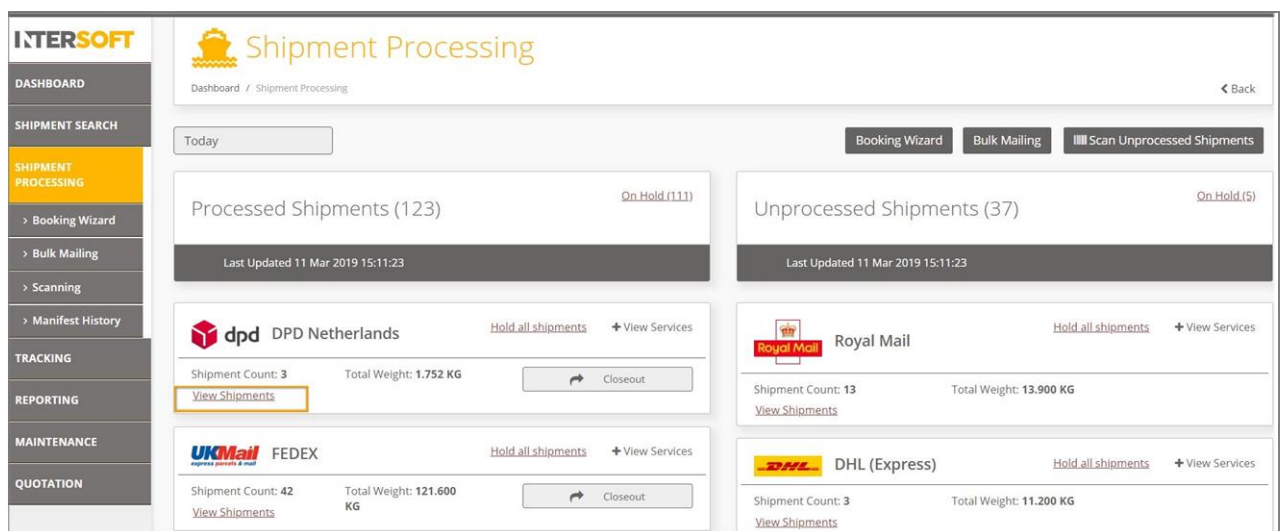 INTERSOFT
DASHBOARD
SHIPMENT SEARCH
SHIPMENT
PROCESSING
> Booking Wizard
> Bulk Mailing
> Scanning
> Manifest History
TRACKING
REPORTING
MAINTENANCE
QUOTATION
Shipment Processing
Dashboard / Shipment Processing
Back
Today
Booking Wizard
Bulk Mailing
Scan Unprocessed Shipments
Processed Shipments (123)
On Hold (111)
Last Updated 11 Mar 2019 15:11:23
dpd
DPD Netherlands
Hold all shipments
+ View Services
Shipment Count: 3
Total Weight: 1.752 KG
Closeout
View Shipments
UKMail
express parcels & mail
FEDEX
Hold all shipments
+ View Services
Shipment Count: 42
Total Weight: 121.600
KG
Closeout
View Shipments
Unprocessed Shipments (37)
On Hold (5)
Last Updated 11 Mar 2019 15:11:23
Royal Mail
Royal Mail
Hold all shipments
+ View Services
Shipment Count: 13
Total Weight: 13.900 KG
View Shipments
DHL
DHL (Express)
Hold all shipments
+ View Services
Shipment Count: 3
Total Weight: 11.200 KG
View Shipments